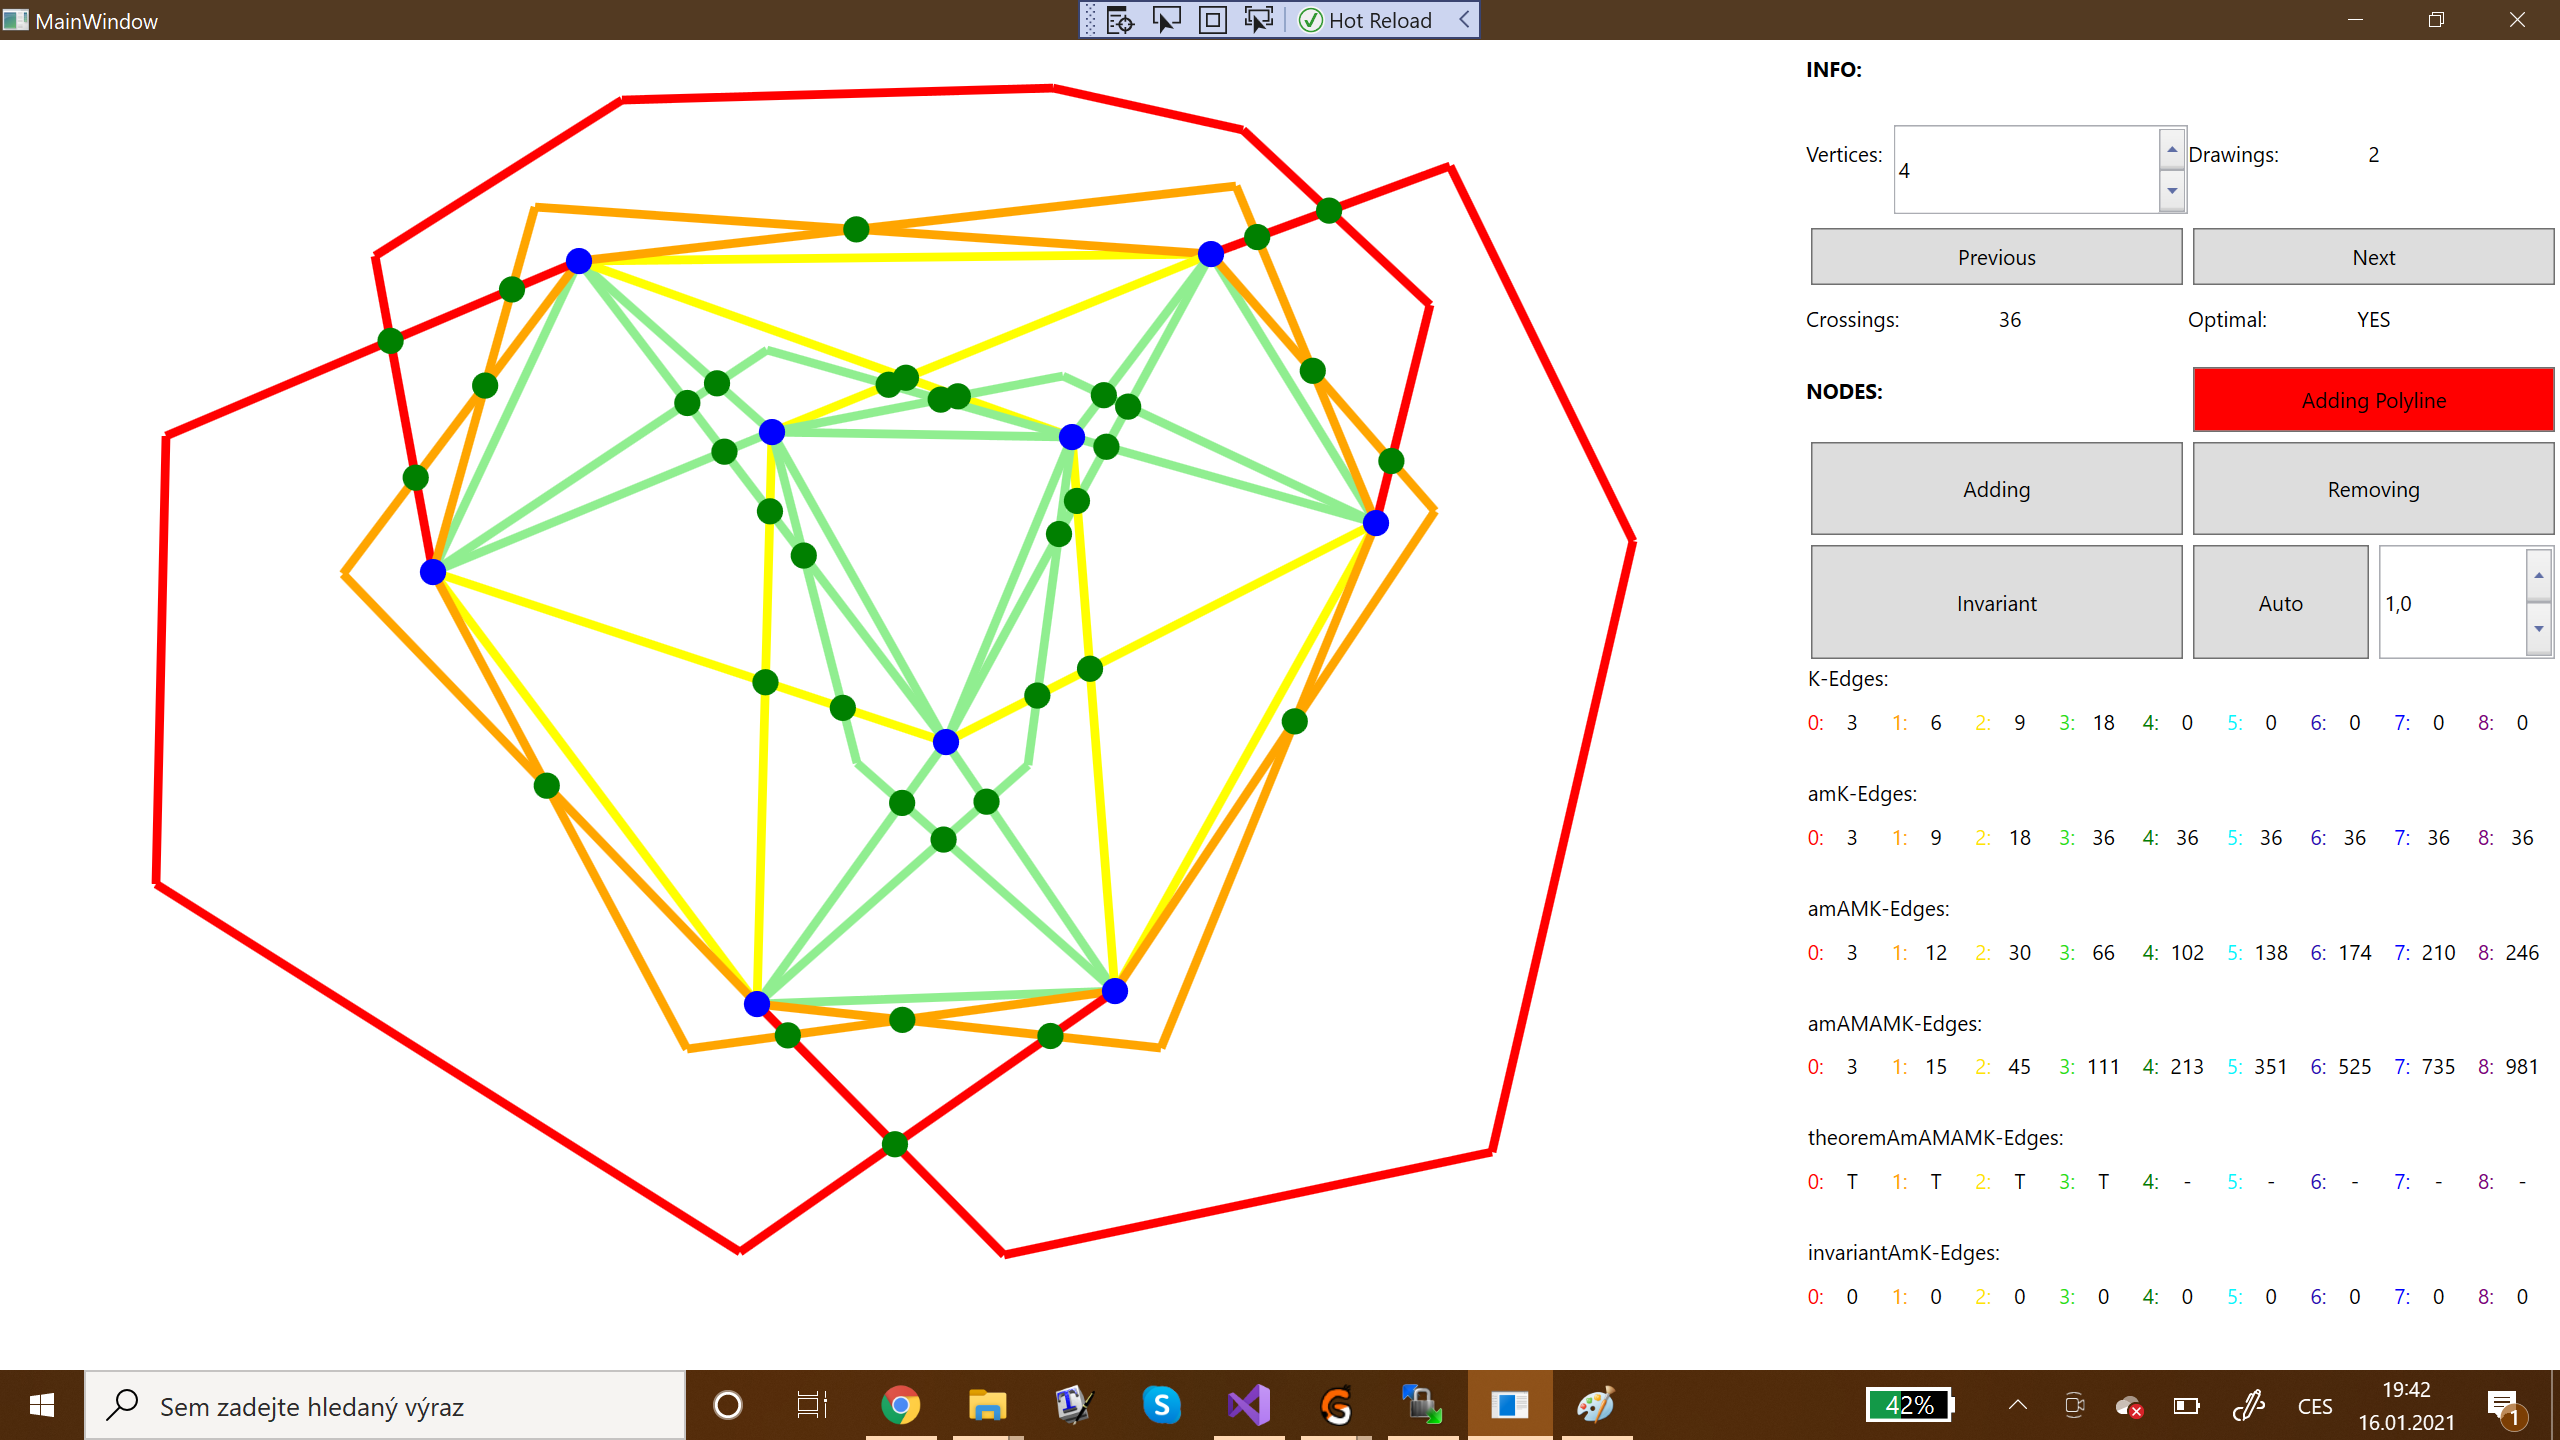 MainWindow
Hot Reload
INFO:
Vertices: 4 Drawings: 2
Previous Next
Crossings: 36 Optimal: YES
NODES: Adding Polyline
Adding Removing
Invariant Auto 1,0
K-Edges:
0: 3 1: 6 2: 9 3: 18 4: 0 5: 0 6: 0 7: 0 8: 0
amK-Edges:
0: 3 1: 9 2: 18 3: 36 4: 36 5: 36 6: 36 7: 36 8: 36
amAMK-Edges:
0: 3 1: 12 2: 30 3: 66 4: 102 5: 138 6: 174 7: 210 8: 246
amAMAMK-Edges:
0: 3 1: 15 2: 45 3: 111 4: 213 5: 351 6: 525 7: 735 8: 981
theoremAmAMAMK-Edges:
0: T 1: T 2: T 3: T 4: - 5: - 6: - 7: - 8: -
invariantAmK-Edges:
0: 0 1: 0 2: 0 3: 0 4: 0 5: 0 6: 0 7: 0 8: 0
Sem zadejte hledaný výraz
42%
CES
19:42
16.01.2021
1